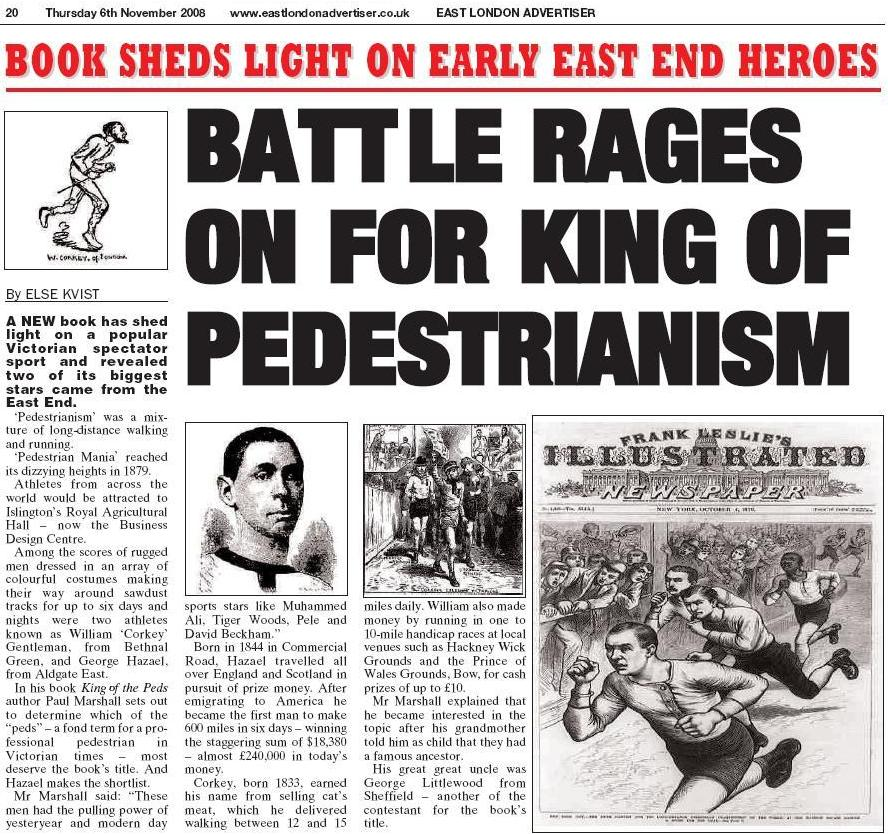 20 Thursday 6th November 2008 www.eastlondonadvertiser.co.uk EAST LONDON ADVERTISER
BOOK SHEDS LIGHT ON EARLY EAST END HEROES
BATTLE RAGES
ON FOR KING OF
PEDESTRIANISM
W. CORKEY. of London
By ELSE KVIST
A NEW book has shed
light on a popular
Victorian spectator
sport and revealed
two of its biggest
stars came from the
East End.
'Pedestrianism' was a mix-
ture of long-distance walking
and running.
'Pedestrian Mania' reached
its dizzying heights in 1879.
Athletes from across the
world would be attracted to
Islington's Royal Agricultural
Hall – now the Business
Design Centre.
Among the scores of rugged
men dressed in an array of
colourful costumes making
their way around sawdust
tracks for up to six days and
nights were two athletes
known as William 'Corkey'
Gentleman, from Bethnal
Green, and George Hazael,
from Aldgate East.
In his book King of the Peds
author Paul Marshall sets out
to determine which of the
"peds" – a fond term for a pro-
fessional pedestrian in
Victorian times – most
deserve the book's title. And
Hazael makes the shortlist.
Mr Marshall said: "These
men had the pulling power of
yesteryear and modern day
sports stars like Muhammed
Ali, Tiger Woods, Pele and
David Beckham."
Born in 1844 in Commercial
Road, Hazael travelled all
over England and Scotland in
pursuit of prize money. After
emigrating to America he
became the first man to make
600 miles in six days – winning
the staggering sum of $18,380
– almost £240,000 in today's
money.
Corkey, born 1833, earned
his name from selling cat's
meat, which he delivered
walking between 12 and 15
miles daily. William also made
money by running in one to
10-mile handicap races at local
venues such as Hackney Wick
Grounds and the Prince of
Wales Grounds, Bow, for cash
prizes of up to £10.
Mr Marshall explained that
he became interested in the
topic after his grandmother
told him as child that they had
a famous ancestor.
His great great uncle was
George Littlewood from
Sheffield – another of the
contestant for the book's
title.
FRANK LESLIE'S
ILLUSTRATED
NEWSPAPER
NEW YORK, OCTOBER 4, 1879.